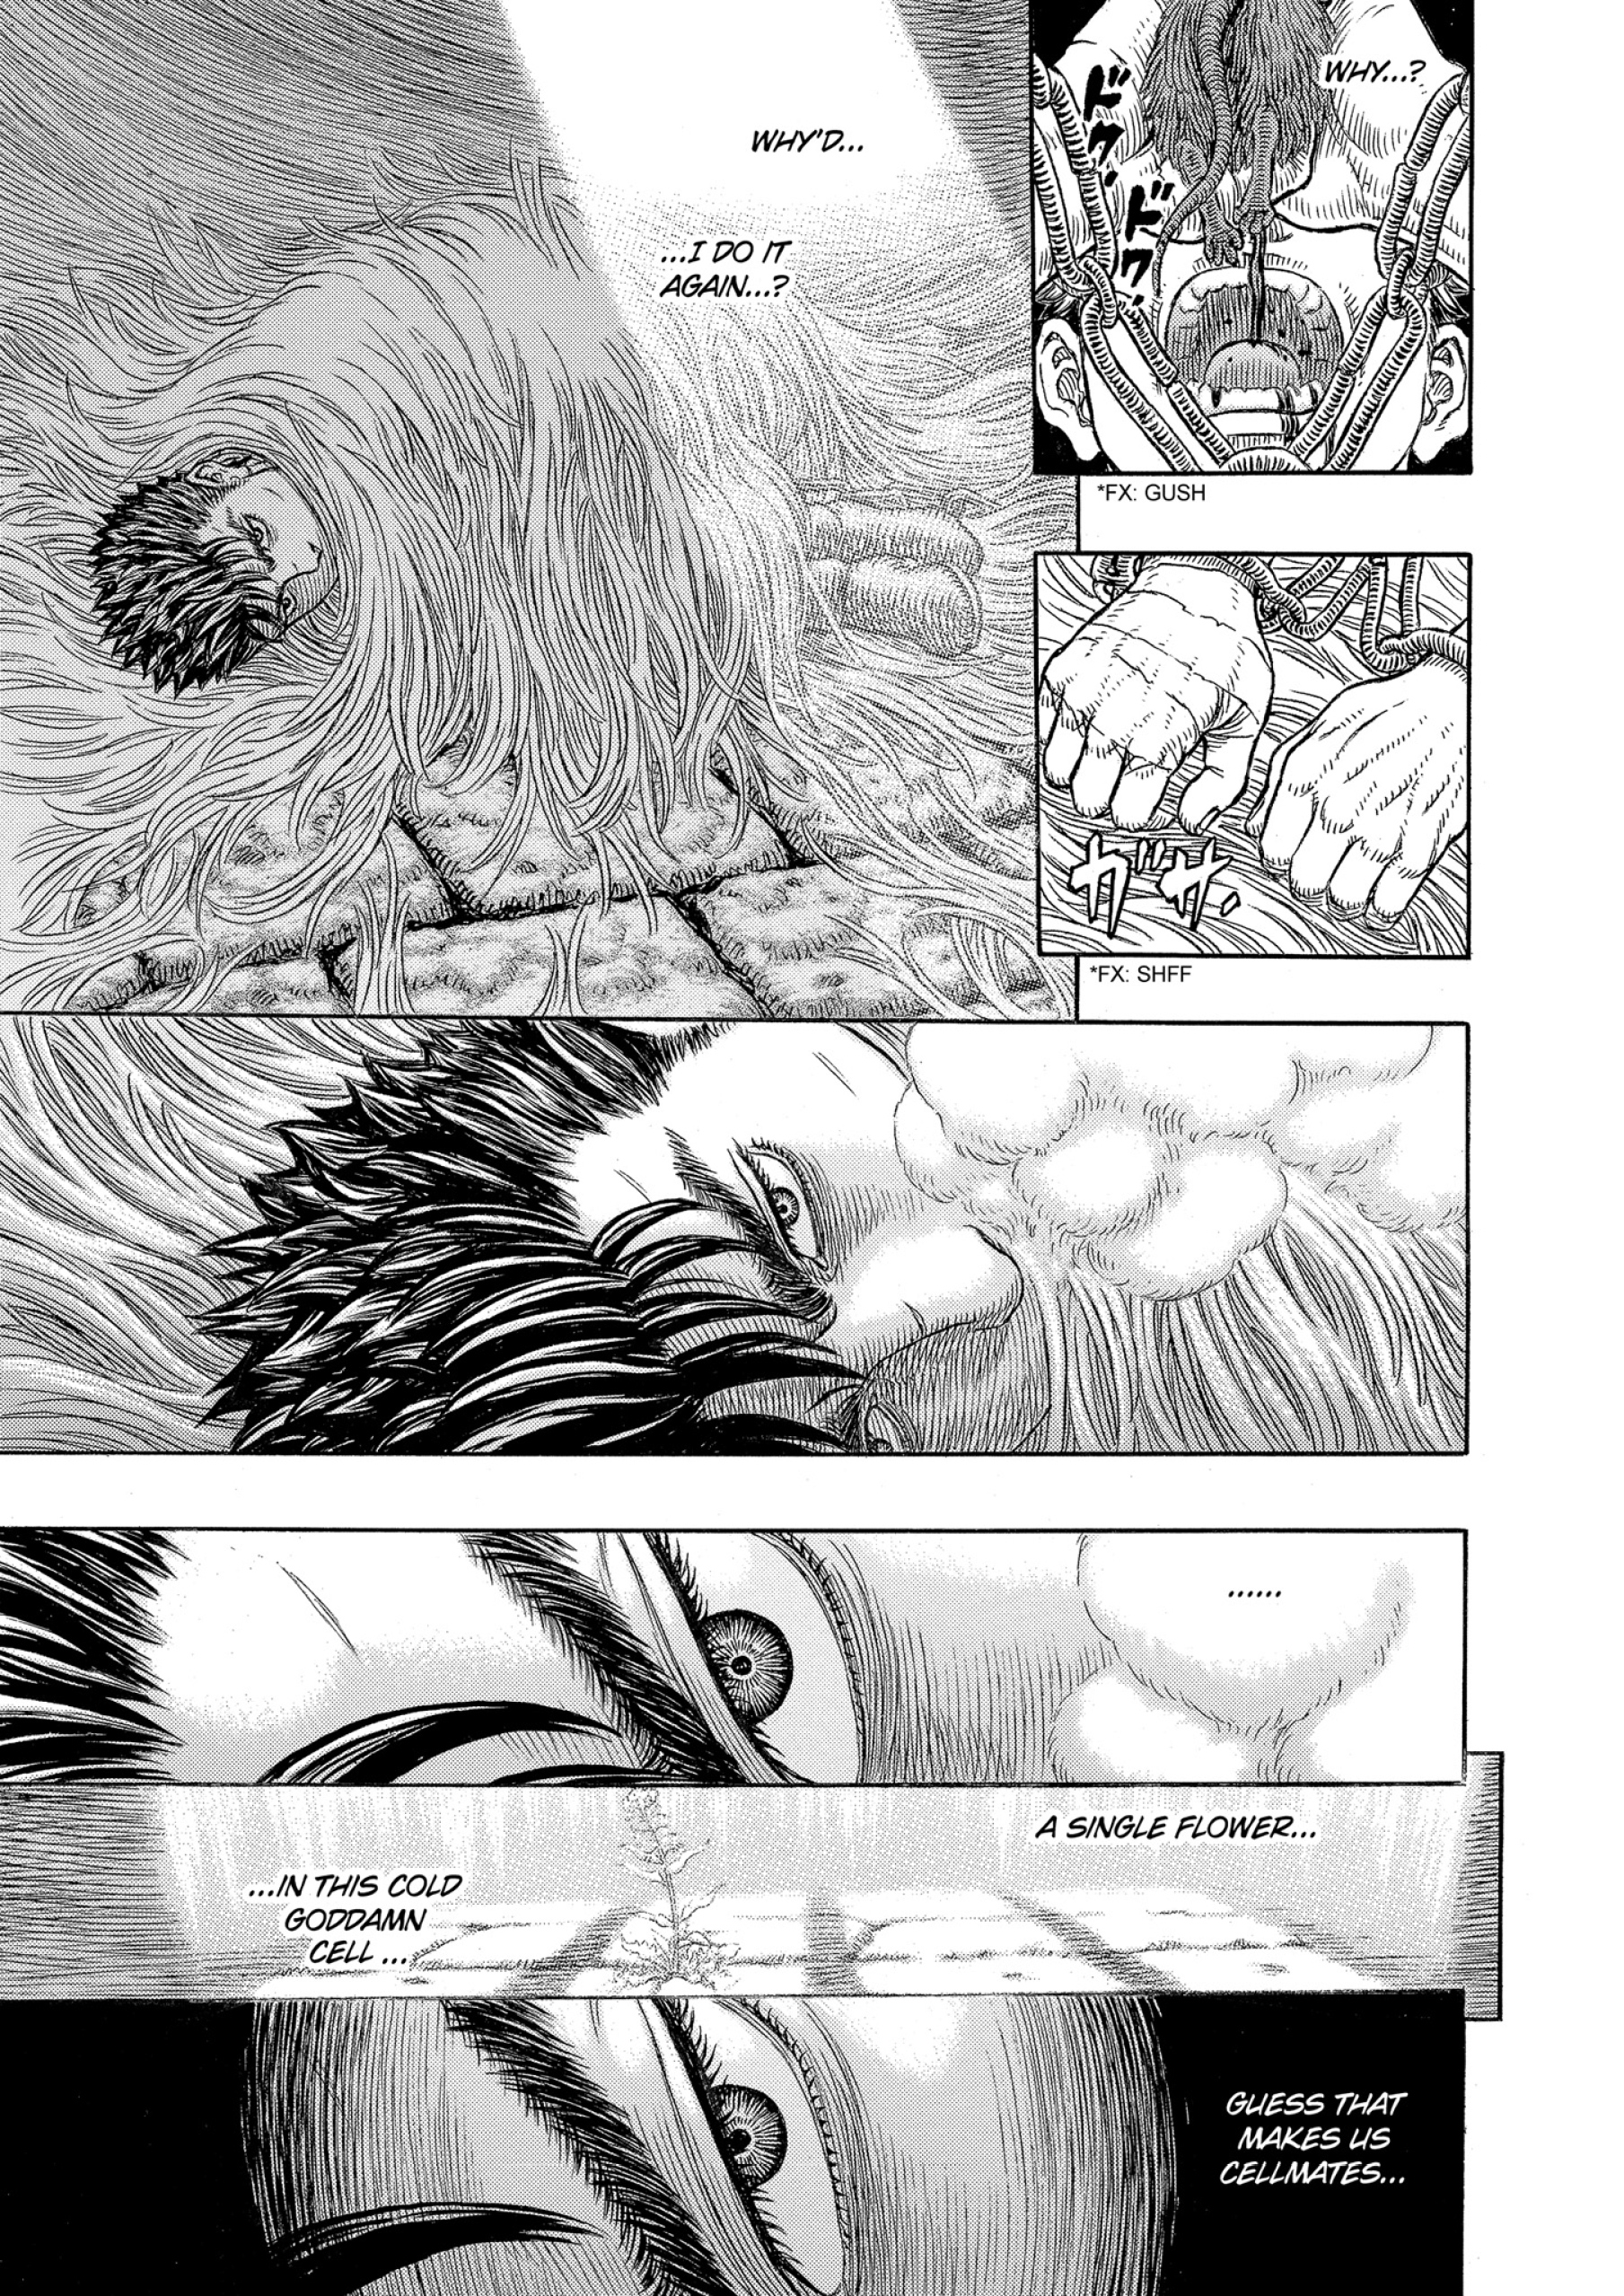 WHY...?
ドク、
ドク、
*FX: GUSH
ガサ、
*FX: SHFF
WHY'D...
...I DO IT
AGAIN...?
......
A SINGLE FLOWER...
...IN THIS COLD
GODDAMN
CELL ...
GUESS THAT
MAKES US
CELLMATES...